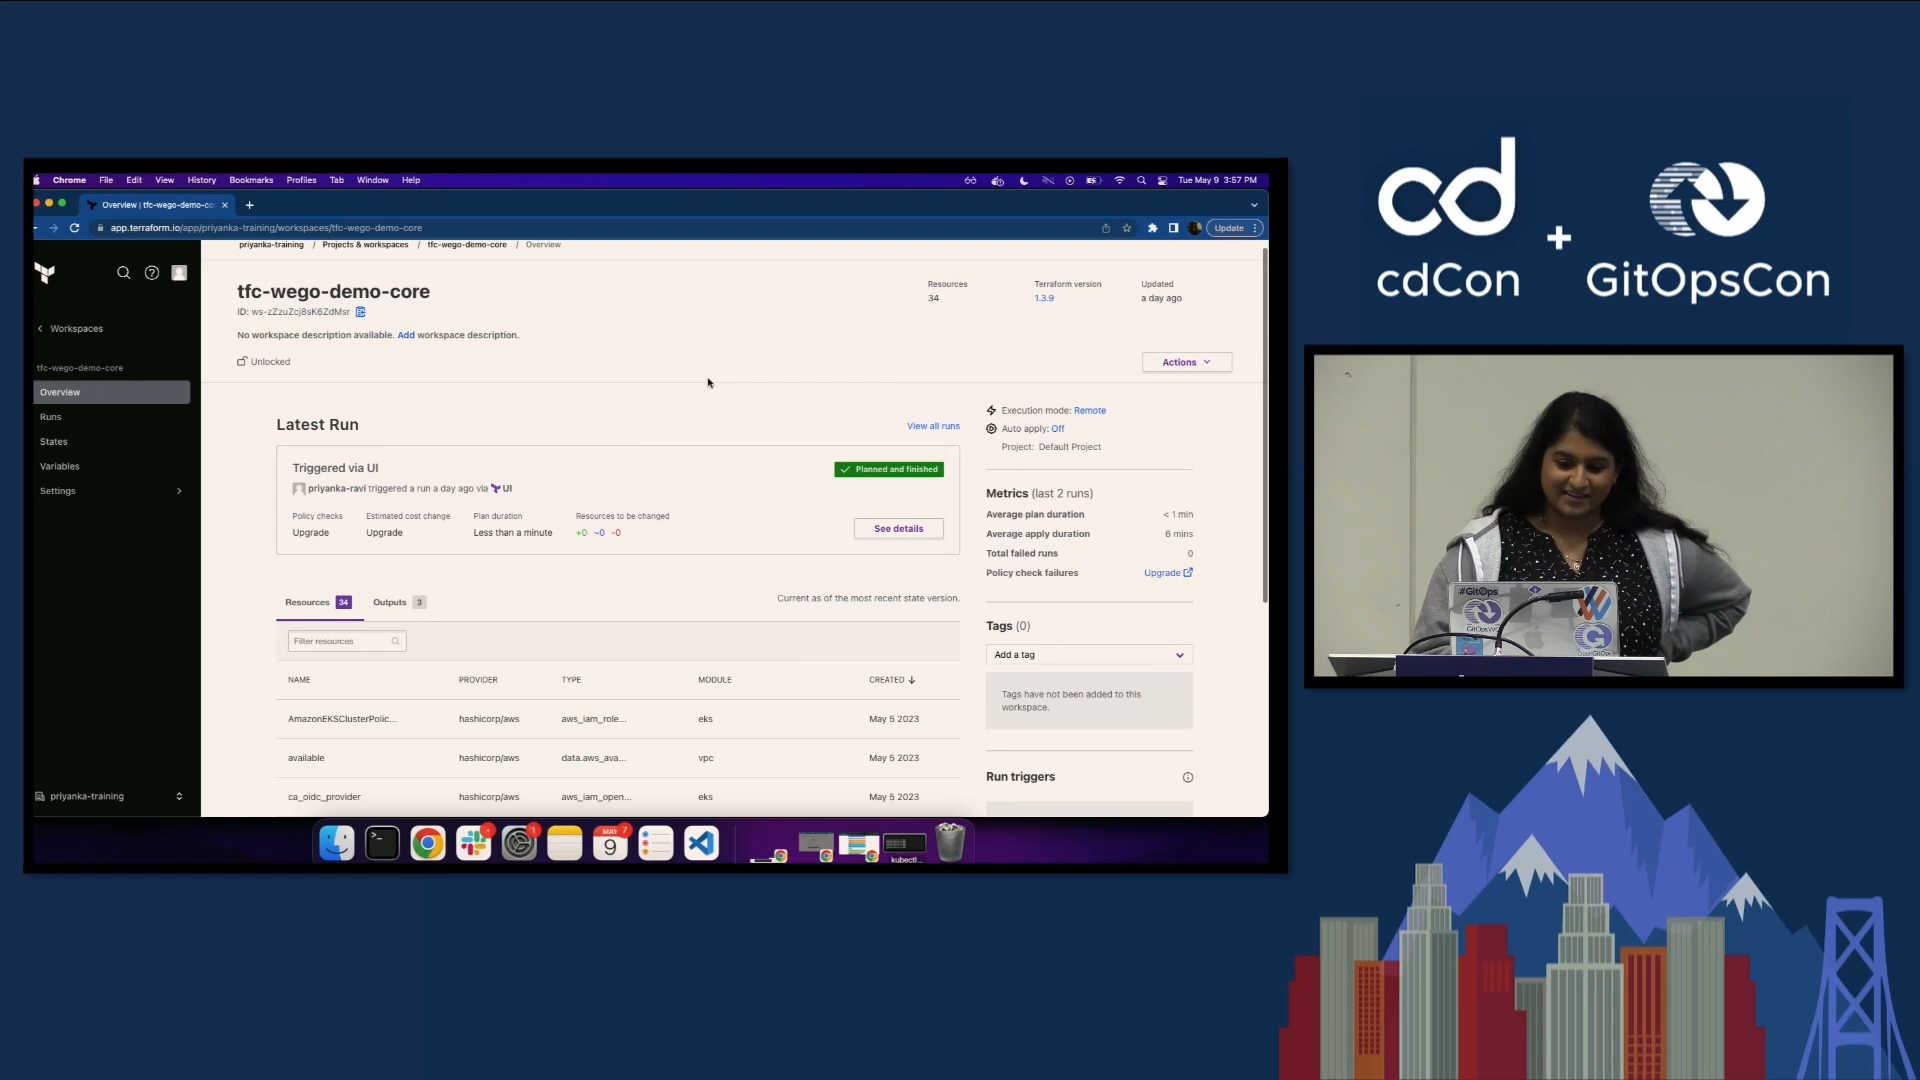 Chrome File Edit View History Bookmarks Profiles Tab Window Help
Tue May 9 3:57 PM
Overview | tfc-wego-demo-co
app.terraform.io/app/priyanka-training/workspaces/tfc-wego-demo-core
Update
priyanka-training / Projects & workspaces / tfc-wego-demo-core / Overview
Workspaces
tfc-wego-demo-core
Overview
Runs
States
Variables
Settings
priyanka-training
tfc-wego-demo-core
ID: ws-zZzuZcj8sK6ZdMsr
No workspace description available. Add workspace description.
Unlocked
Resources
34
Terraform version
1.3.9
Updated
a day ago
Actions
Latest Run
View all runs
Triggered via UI
Planned and finished
priyanka-ravi triggered a run a day ago via UI
Policy checks
Upgrade
Estimated cost change
Upgrade
Plan duration
Less than a minute
Resources to be changed
+0 ~0 -0
See details
Resources 34
Outputs 3
Current as of the most recent state version.
Filter resources
NAME PROVIDER TYPE MODULE CREATED
AmazonEKSClusterPolic... hashicorp/aws aws_iam_role... eks May 5 2023
available hashicorp/aws data.aws_ava... vpc May 5 2023
ca_oidc_provider hashicorp/aws aws_iam_open... eks May 5 2023
Execution mode: Remote
Auto apply: Off
Project: Default Project
Metrics (last 2 runs)
Average plan duration < 1 min
Average apply duration 6 mins
Total failed runs 0
Policy check failures Upgrade
Tags (0)
Add a tag
Tags have not been added to this
workspace.
Run triggers
1
MAY 7
9
kubectl...
cd + 
cdCon
GitOpsCon
#GitOps
GitOpsWG
OpenGitOps